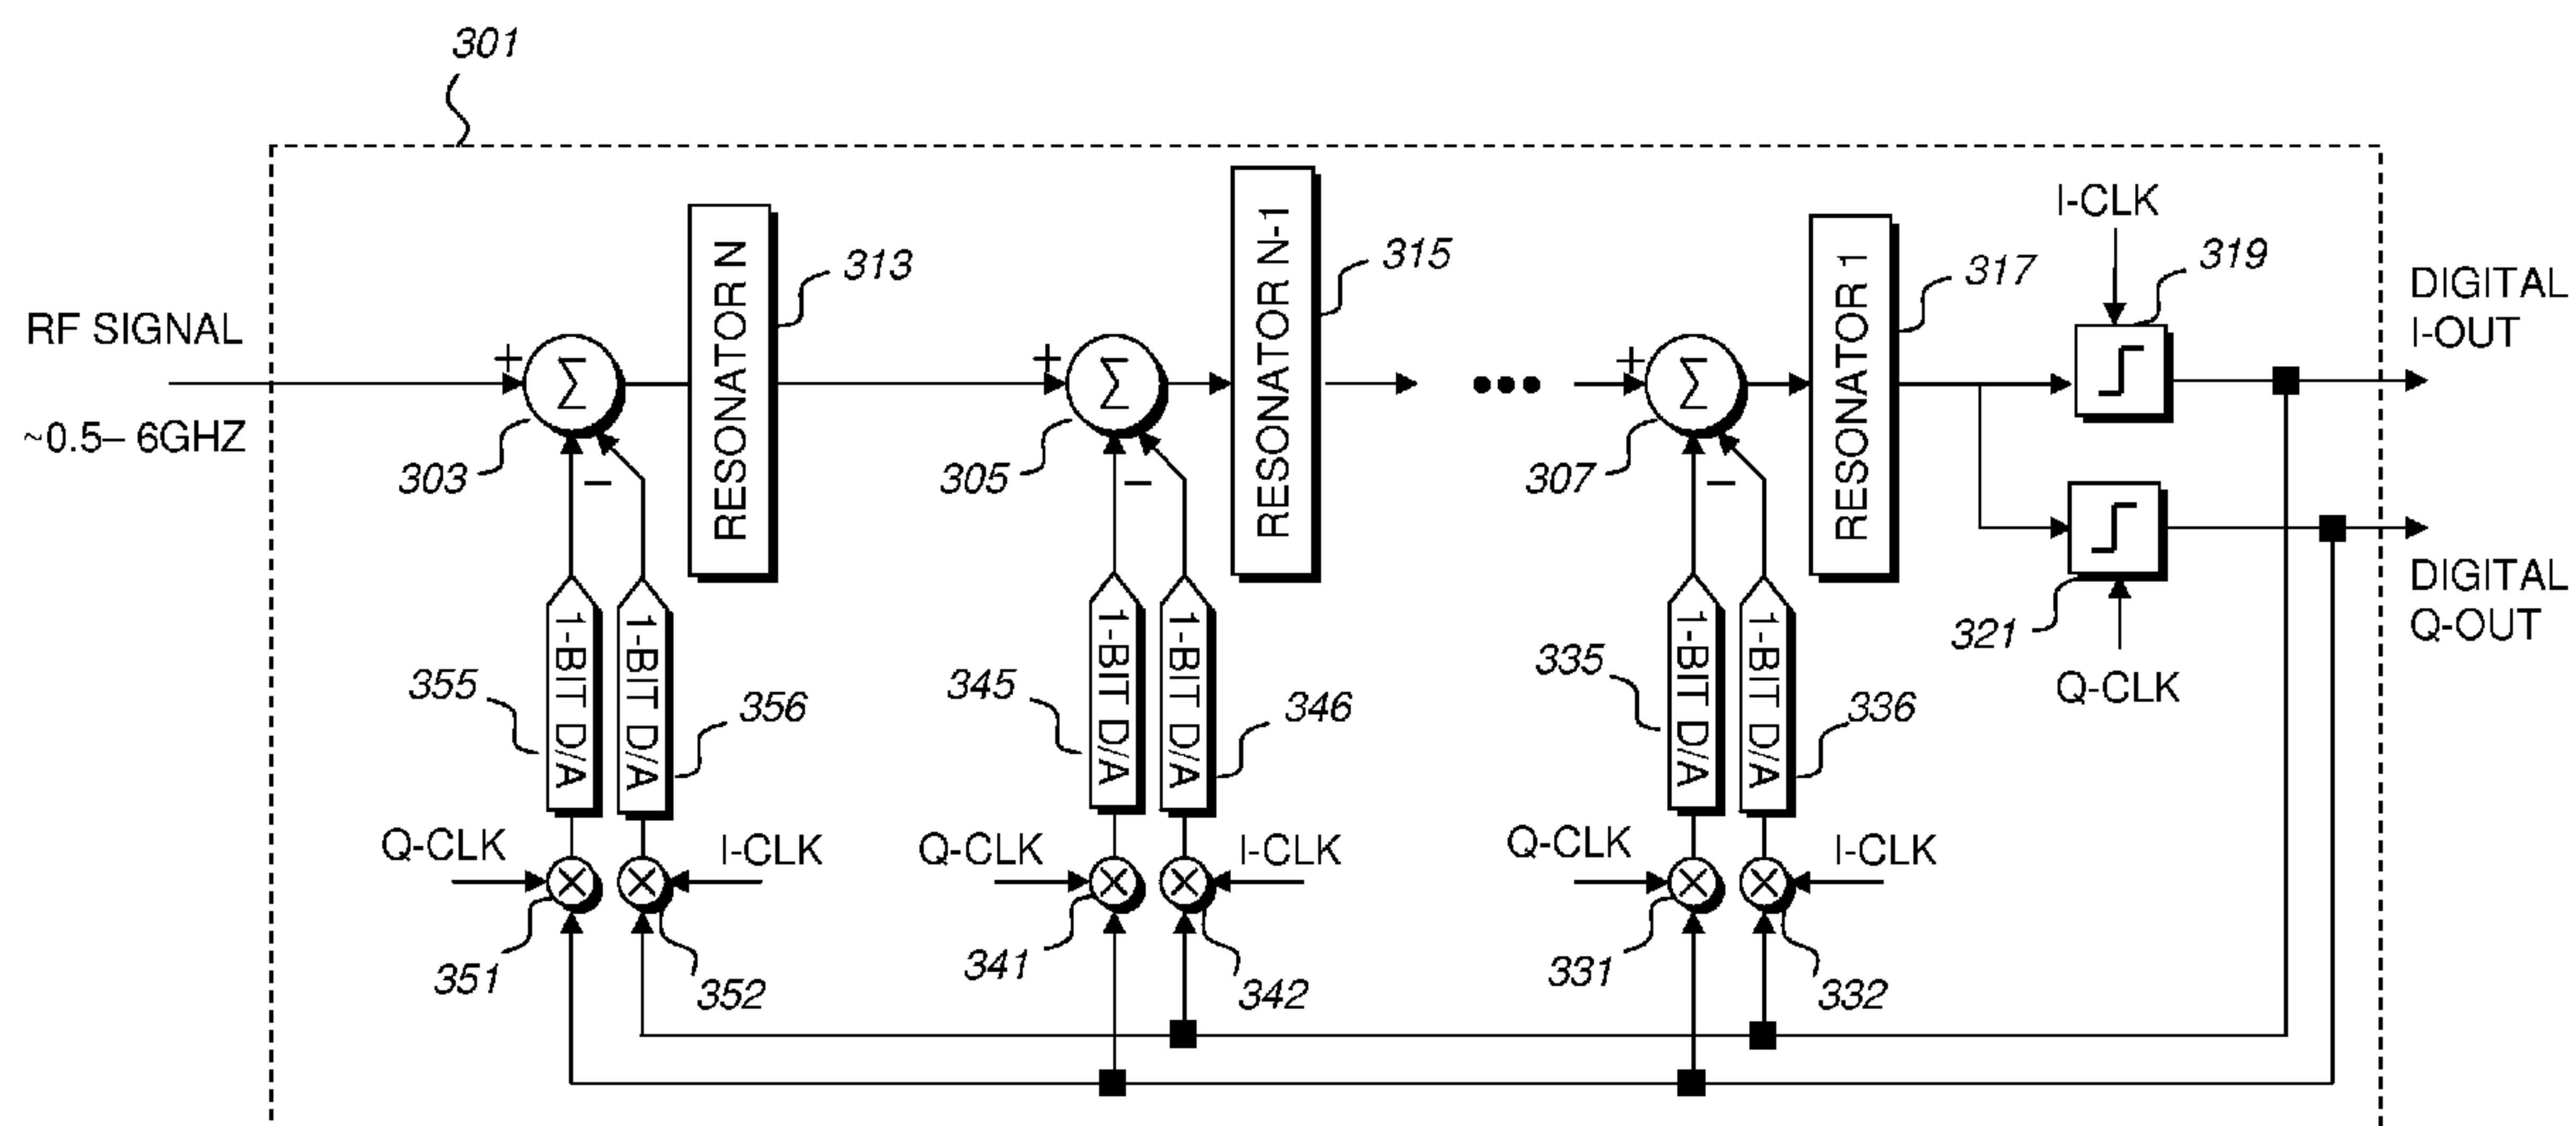 301
RF SIGNAL
~0.5– 6GHZ
+
Σ
303
–
RESONATOR N
313
+
Σ
305
–
RESONATOR N-1
315
+
Σ
307
–
RESONATOR 1
317
I-CLK
319
DIGITAL
I-OUT
321
Q-CLK
DIGITAL
Q-OUT
355
1-BIT D/A
1-BIT D/A
356
345
1-BIT D/A
1-BIT D/A
346
335
1-BIT D/A
1-BIT D/A
336
Q-CLK
I-CLK
Q-CLK
I-CLK
Q-CLK
I-CLK
351
352
341
342
331
332